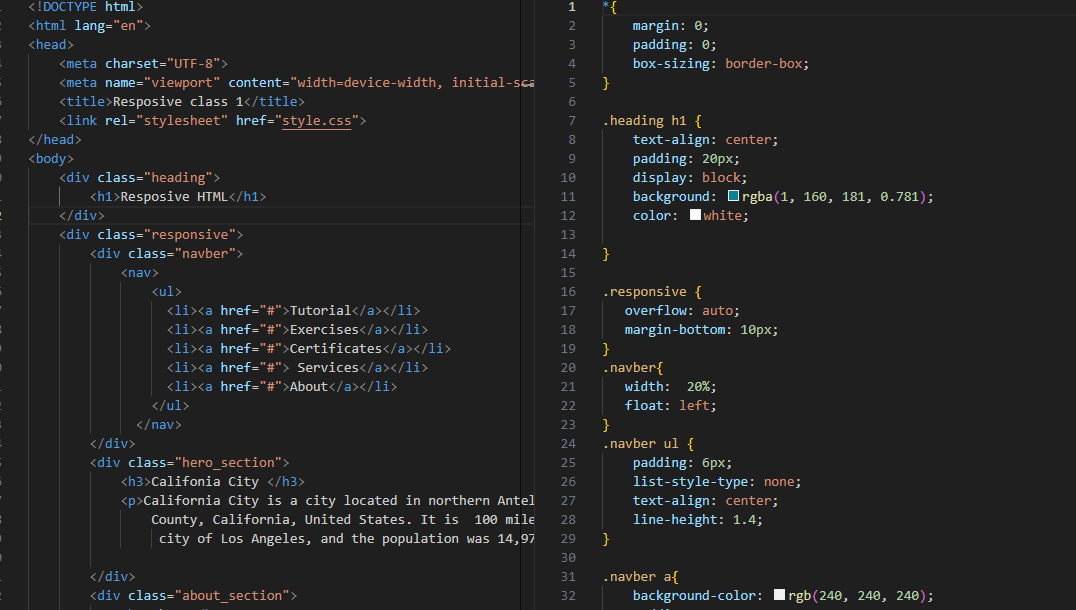 <!DOCTYPE html>
<html lang="en">
<head>
<meta charset="UTF-8">
<meta name="viewport" content="width=device-width, initial-sca
<title>Resposive class 1</title>
<link rel="stylesheet" href="style.css">
</head>
<body>
<div class="heading">
<h1>Resposive HTML</h1>
</div>
<div class="responsive">
<div class="navber">
<nav>
<ul>
<li><a href="#">Tutorial</a></li>
<li><a href="#">Exercises</a></li>
<li><a href="#">Certificates</a></li>
<li><a href="#"> Services</a></li>
<li><a href="#">About</a></li>
</ul>
</nav>
</div>
<div class="hero_section">
<h3>Califonia City </h3>
<p>California City is a city located in northern Antel
County, California, United States. It is  100 mile
city of Los Angeles, and the population was 14,97
</div>
<div class="about_section">
1 *{
2 margin: 0;
3 padding: 0;
4 box-sizing: border-box;
5 }
6
7 .heading h1 {
8 text-align: center;
9 padding: 20px;
10 display: block;
11 background: rgba(1, 160, 181, 0.781);
12 color: white;
13
14 }
15
16 .responsive {
17 overflow: auto;
18 margin-bottom: 10px;
19 }
20 .navber{
21 width:  20%;
22 float: left;
23 }
24 .navber ul {
25 padding: 6px;
26 list-style-type: none;
27 text-align: center;
28 line-height: 1.4;
29 }
30
31 .navber a{
32 background-color: rgb(240, 240, 240);